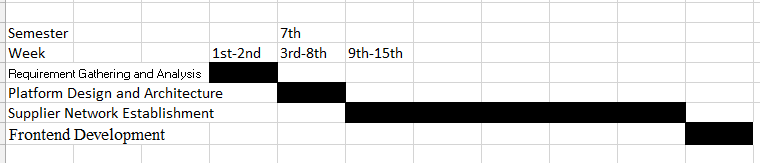 Semester 7th
Week 1st-2nd 3rd-8th 9th-15th
Requirement Gathering and Analysis
Platform Design and Architecture
Supplier Network Establishment
Frontend Development